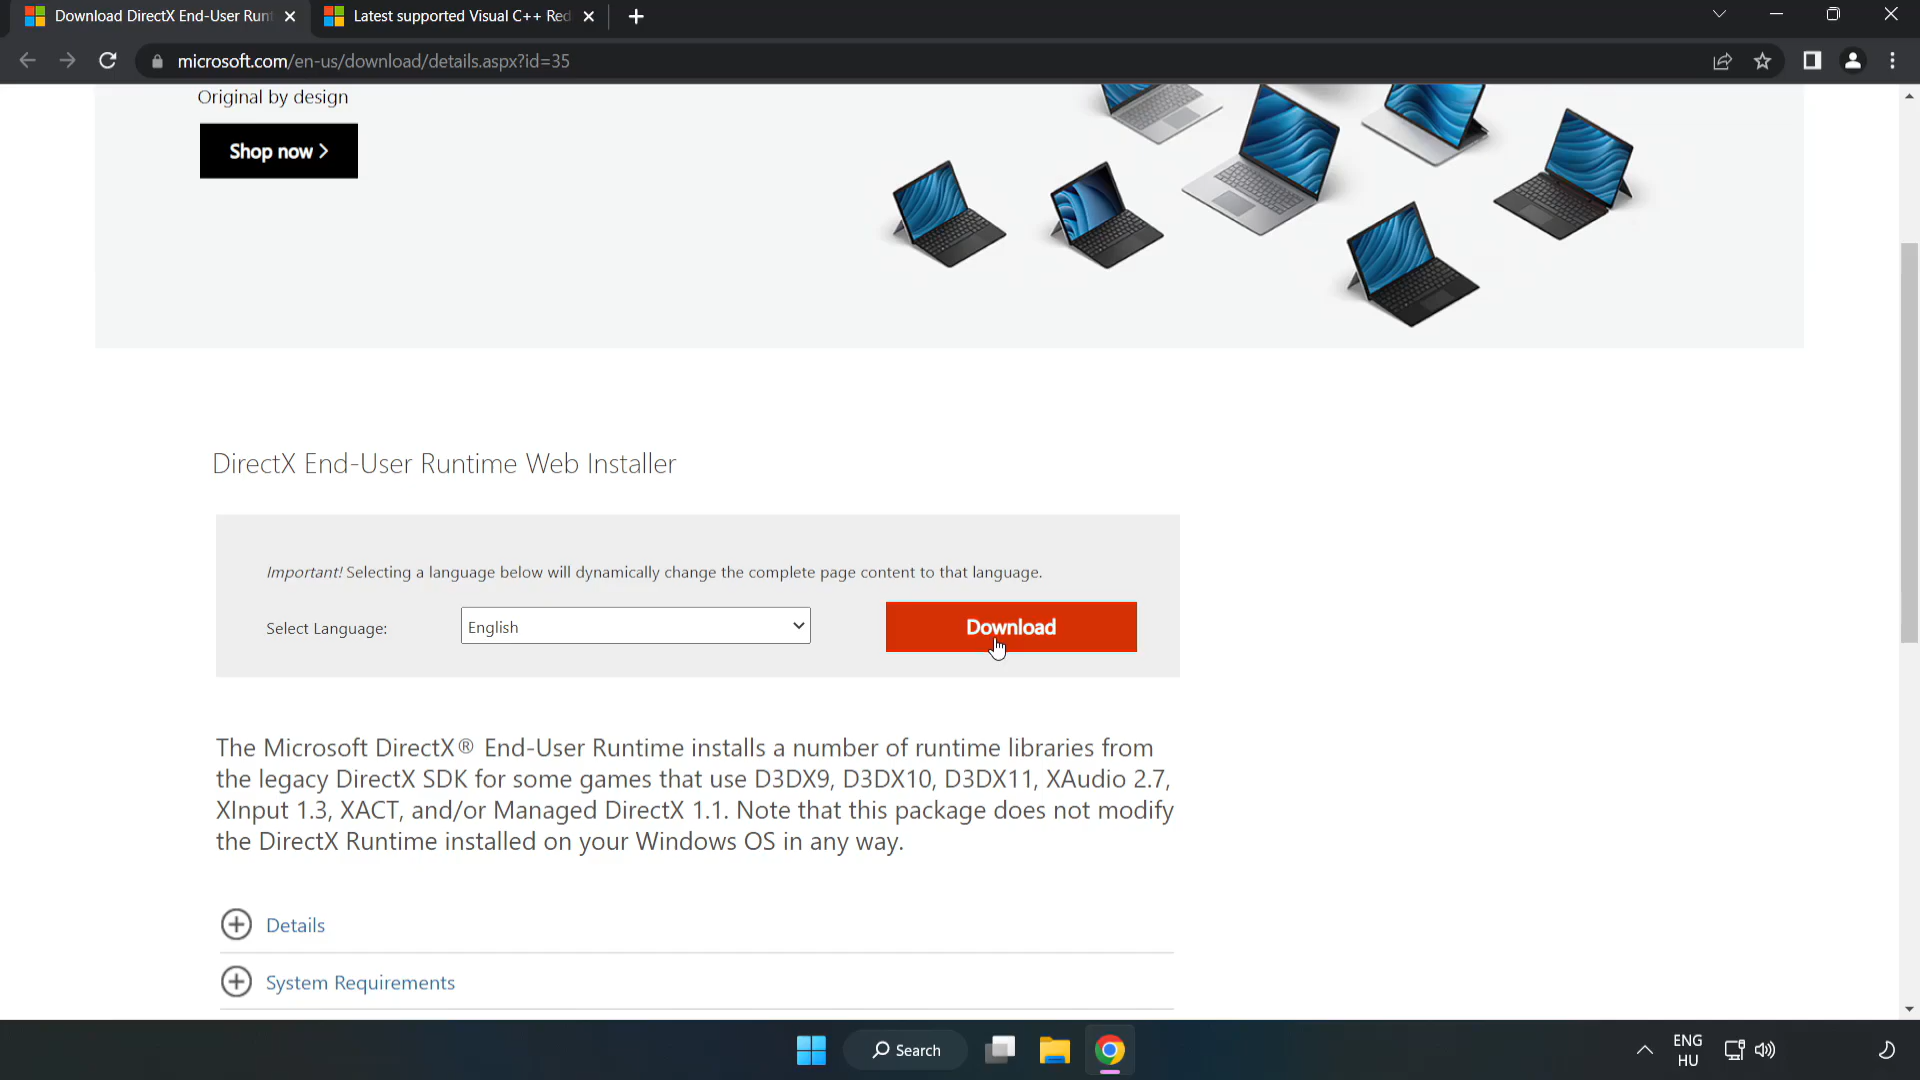 Download DirectX End-User Runt
Latest supported Visual C++ Red
microsoft.com/en-us/download/details.aspx?id=35
Original by design
Shop now
DirectX End-User Runtime Web Installer
Important! Selecting a language below will dynamically change the complete page content to that language.
Select Language:
English
Download
The Microsoft DirectX® End-User Runtime installs a number of runtime libraries from
the legacy DirectX SDK for some games that use D3DX9, D3DX10, D3DX11, XAudio 2.7,
XInput 1.3, XACT, and/or Managed DirectX 1.1. Note that this package does not modify
the DirectX Runtime installed on your Windows OS in any way.
Details
System Requirements
Search
ENG
HU